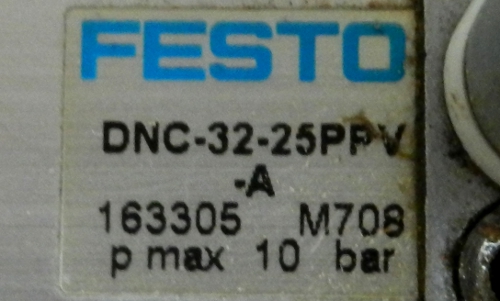 FESTO
DNC-32-25PPV
-A
163305 M708
p max 10 bar